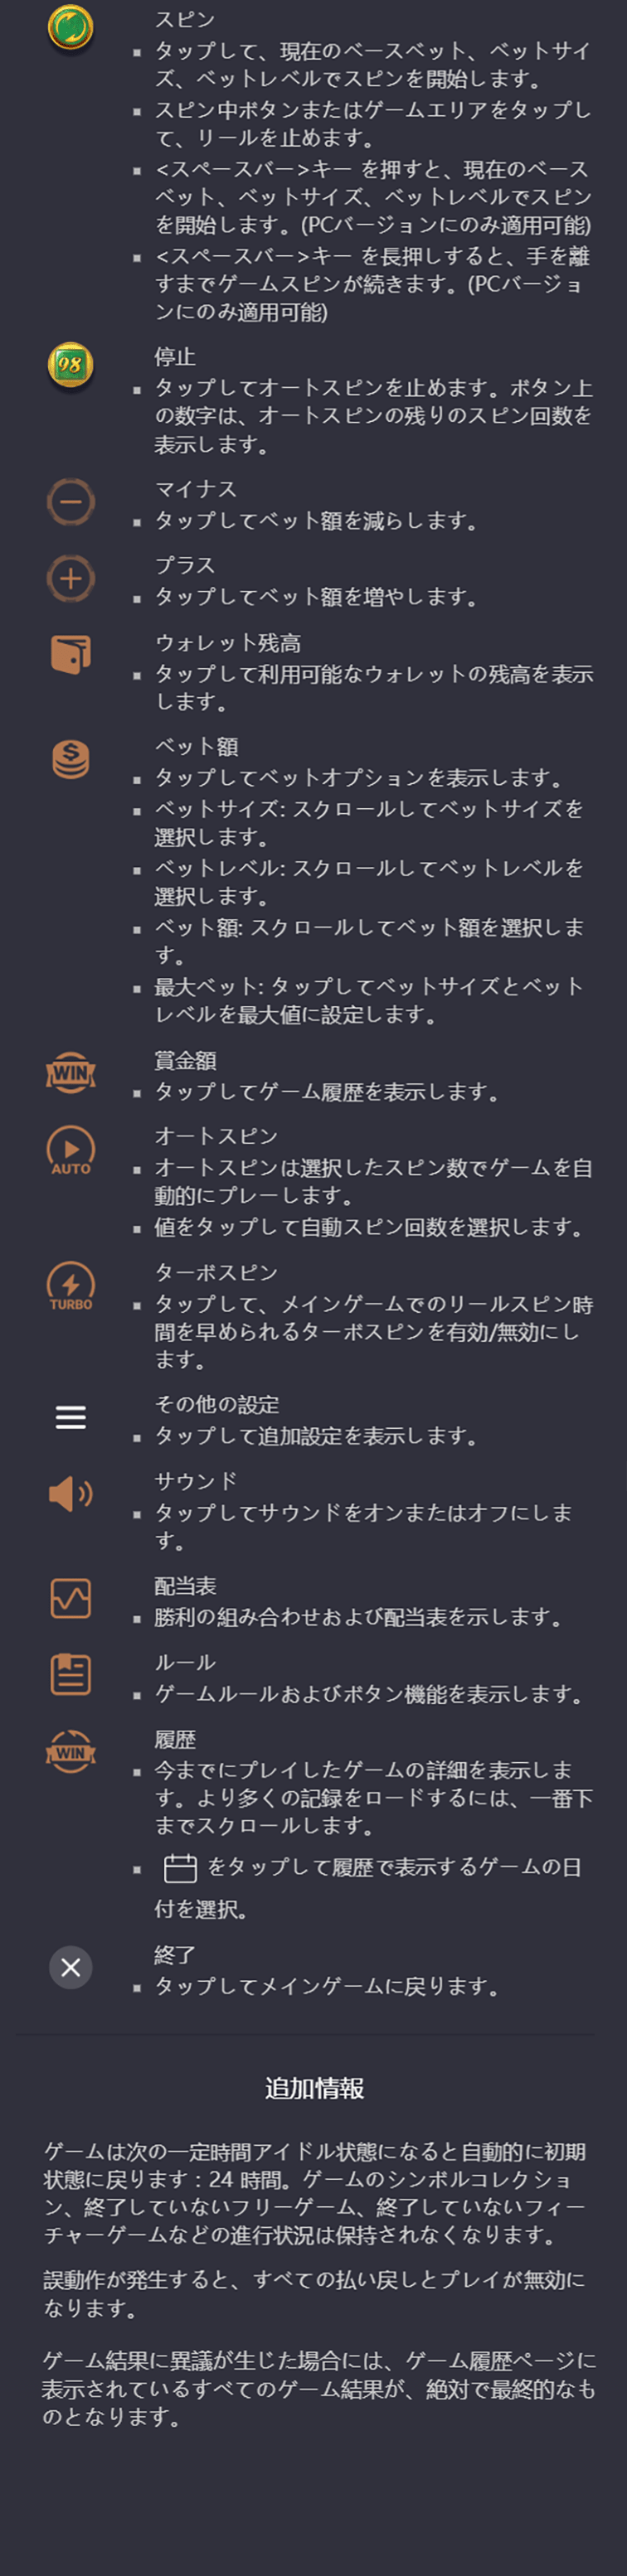 スピン
タップして、現在のベースベット、ベットサイ
ズ、ベットレベルでスピンを開始します。
スピン中ボタンまたはゲームエリアをタップし
て、リールを止めます。
<スペースバー>キー を押すと、現在のベース
ベット、ベットサイズ、ベットレベルでスピン
を開始します。(PCバージョンにのみ適用可能)
<スペースバー>キー を長押しすると、手を離
すまでゲームスピンが続きます。(PCバージョ
ンにのみ適用可能)
98
停止
タップしてオートスピンを止めます。ボタン上
の数字は、オートスピンの残りのスピン回数を
表示します。
マイナス
タップしてベット額を減らします。
プラス
タップしてベット額を増やします。
ウォレット残高
タップして利用可能なウォレットの残高を表示
します。
ベット額
タップしてベットオプションを表示します。
ベットサイズ: スクロールしてベットサイズを
選択します。
ベットレベル: スクロールしてベットレベルを
選択します。
ベット額: スクロールしてベット額を選択しま
す。
最大ベット: タップしてベットサイズとベット
レベルを最大値に設定します。
WIN
賞金額
タップしてゲーム履歴を表示します。
AUTO
オートスピン
オートスピンは選択したスピン数でゲームを自
動的にプレーします。
値をタップして自動スピン回数を選択します。
TURBO
ターボスピン
タップして、メインゲームでのリールスピン時
間を早められるターボスピンを有効/無効にし
ます。
その他の設定
タップして追加設定を表示します。
サウンド
タップしてサウンドをオンまたはオフにしま
す。
配当表
勝利の組み合わせおよび配当表を示します。
ルール
ゲームルールおよびボタン機能を表示します。
WIN
履歴
今までにプレイしたゲームの詳細を表示しま
す。より多くの記録をロードするには、一番下
までスクロールします。
をタップして履歴で表示するゲームの日
付を選択。
終了
タップしてメインゲームに戻ります。
追加情報
ゲームは次の一定時間アイドル状態になると自動的に初期
状態に戻ります : 24 時間。ゲームのシンボルコレクショ
ン、終了していないフリーゲーム、終了していないフィー
チャーゲームなどの進行状況は保持されなくなります。
誤動作が発生すると、すべての払い戻しとプレイが無効に
なります。
ゲーム結果に異議が生じた場合には、ゲーム履歴ページに
表示されているすべてのゲーム結果が、絶対で最終的なも
のとなります。